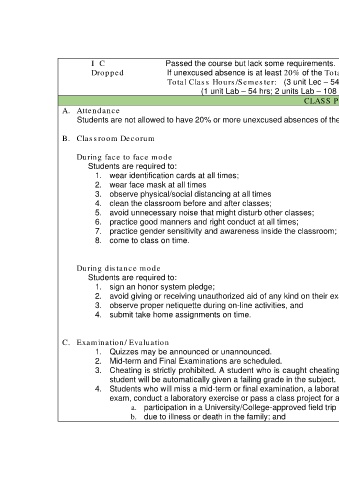 I C Passed the course but lack some requirements.
Dropped If unexcused absence is at least 20% of the
Total Class Hours/Semester: (3 unit Lec – 54
(1 unit Lab – 54 hrs; 2 units Lab – 108
CLASS P
A. Attendance
Students are not allowed to have 20% or more unexcused absences of the
B. Classroom Decorum
During face to face mode
Students are required to:
1. wear identification cards at all times;
2. wear face mask at all times
3. observe physical/social distancing at all times
4. clean the classroom before and after classes;
5. avoid unnecessary noise that might disturb other classes;
6. practice good manners and right conduct at all times;
7. practice gender sensitivity and awareness inside the classroom;
8. come to class on time.
During distance mode
Students are required to:
1. sign an honor system pledge;
2. avoid giving or receiving unauthorized aid of any kind on their ex
3. observe proper netiquette during on-line activities, and
4. submit take home assignments on time.
C. Examination/ Evaluation
1. Quizzes may be announced or unannounced.
2. Mid-term and Final Examinations are scheduled.
3. Cheating is strictly prohibited. A student who is caught cheating
student will be automatically given a failing grade in the subject.
4. Students who will miss a mid-term or final examination, a laborat
exam, conduct a laboratory exercise or pass a class project for a
a. participation in a University/College-approved field trip
b. due to illness or death in the family; and